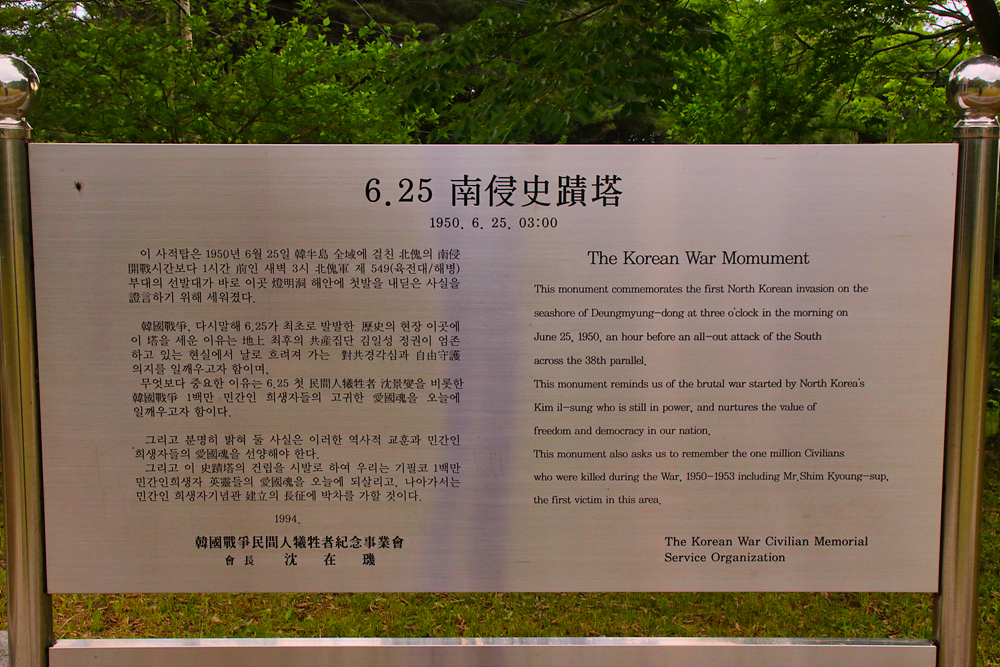 6.25 南侵史蹟塔
1950. 6. 25. 03:00
이 사적탑은 1950년 6월 25일 韓半島 全域에 걸친 北傀의 南侵
開戰시간보다 1시간 前인 새벽 3시 北傀軍 제 549(육전대/해병)
부대의 선발대가 바로 이곳 燈明洞 해안에 첫발을 내딛은 사실을
證言하기 위해 세워졌다.
韓國戰爭, 다시말해 6.25가 최초로 발발한 歷史의 현장 이곳에
이 塔을 세운 이유는 地上 최후의 共産집단 김일성 정권이 엄존
하고 있는 현실에서 날로 흐려져 가는 對共경각심과 自由守護
의지를 일깨우고자 함이며,
무엇보다 중요한 이유는 6.25 첫 民間人犧牲者 沈景燮을 비롯한
韓國戰爭 1백만 민간인 희생자들의 고귀한 愛國魂을 오늘에
일깨우고자 함이다.
그리고 분명히 밝혀 둘 사실은 이러한 역사적 교훈과 민간인
희생자들의 愛國魂을 선양해야 한다.
그리고 이 史蹟塔의 건립을 시발로 하여 우리는 기필코 1백만
민간인희생자 英靈들의 愛國魂을 오늘에 되살리고, 나아가서는
민간인 희생자기념관 建立의 長征에 박차를 가할 것이다.
1994.
韓國戰爭民間人犧牲者紀念事業會
會 長 沈 在 璣
The Korean War Momument
This monument commemorates the first North Korean invasion on the
seashore of Deungmyung-dong at three o'clock in the morning on
June 25, 1950, an hour before an all-out attack of the South
across the 38th parallel.
This monument reminds us of the brutal war started by North Korea's
Kim il-sung who is still in power, and nurtures the value of
freedom and democracy in our nation.
This monument also asks us to remember the one million Civilians
who were killed during the War, 1950-1953 including Mr.Shim Kyoung-sup,
the first victim in this area.
The Korean War Civilian Memorial
Service Organization